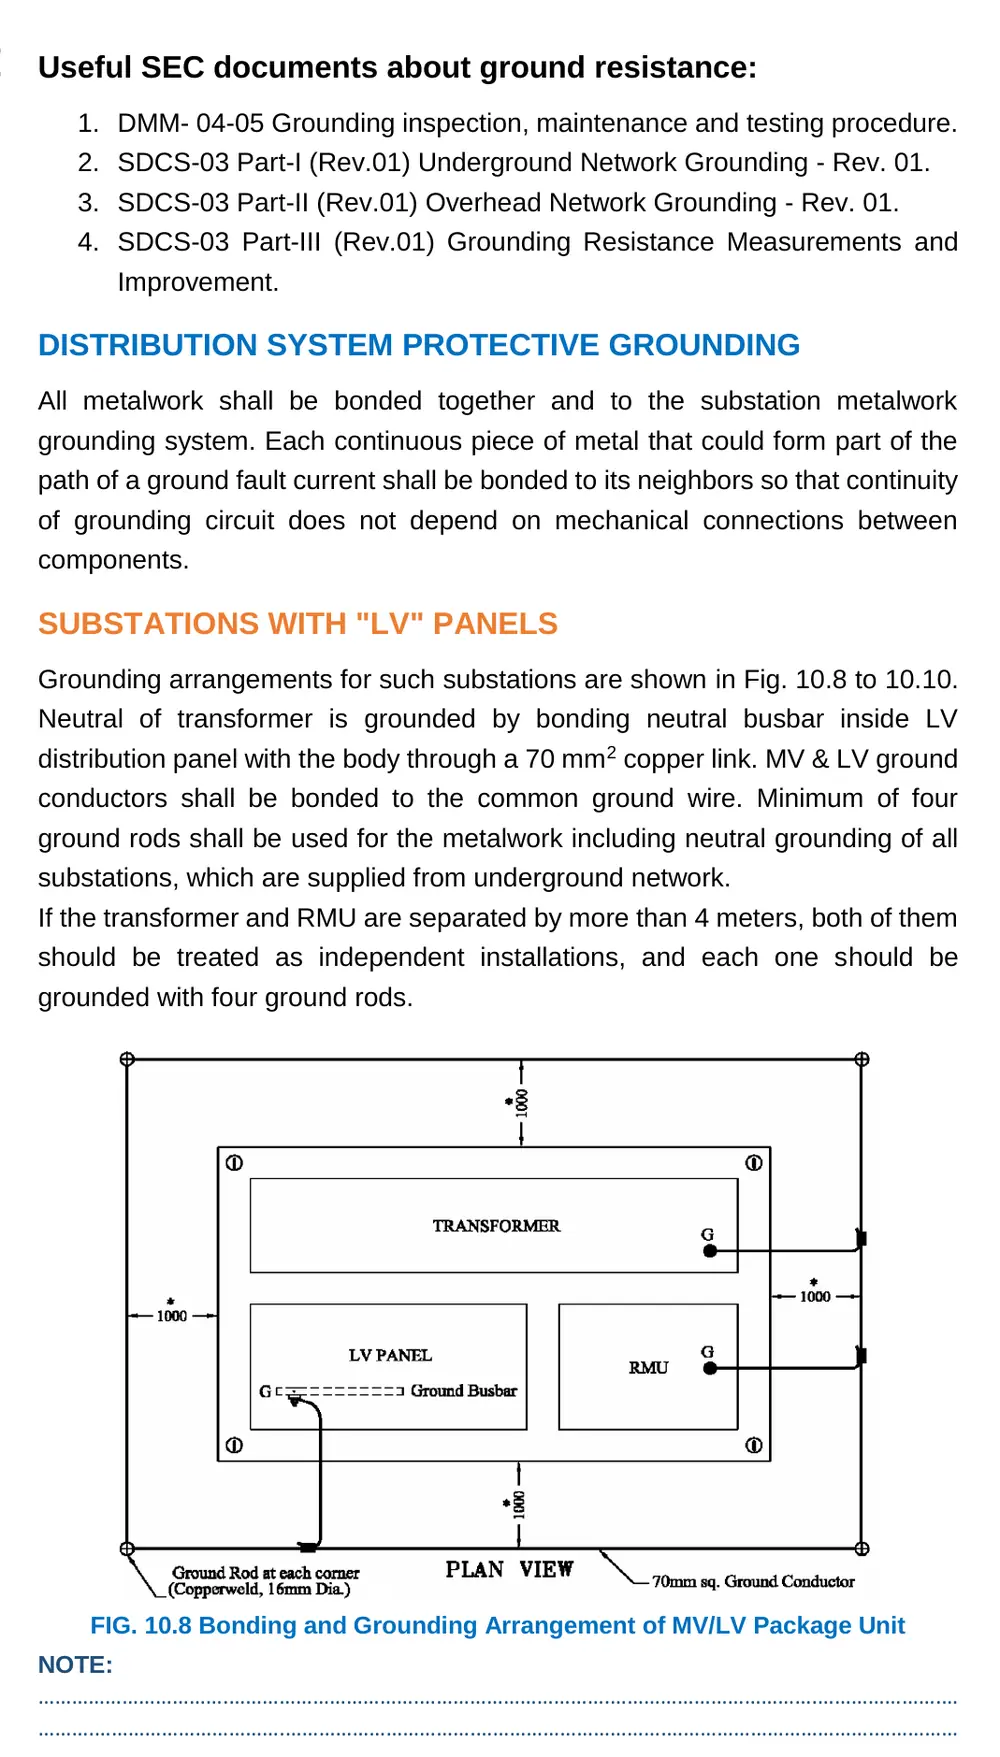 Useful SEC documents about ground resistance:
1. DMM- 04-05 Grounding inspection, maintenance and testing procedure.
2. SDCS-03 Part-I (Rev.01) Underground Network Grounding - Rev. 01.
3. SDCS-03 Part-II (Rev.01) Overhead Network Grounding - Rev. 01.
4. SDCS-03 Part-III (Rev.01) Grounding Resistance Measurements and
Improvement.
DISTRIBUTION SYSTEM PROTECTIVE GROUNDING
All metalwork shall be bonded together and to the substation metalwork
grounding system. Each continuous piece of metal that could form part of the
path of a ground fault current shall be bonded to its neighbors so that continuity
of grounding circuit does not depend on mechanical connections between
components.
SUBSTATIONS WITH "LV" PANELS
Grounding arrangements for such substations are shown in Fig. 10.8 to 10.10.
Neutral of transformer is grounded by bonding neutral busbar inside LV
distribution panel with the body through a 70 mm² copper link. MV & LV ground
conductors shall be bonded to the common ground wire. Minimum of four
ground rods shall be used for the metalwork including neutral grounding of all
substations, which are supplied from underground network.
If the transformer and RMU are separated by more than 4 meters, both of them
should be treated as independent installations, and each one should be
grounded with four ground rods.
* 1000
TRANSFORMER
G
* 1000
* 1000
LV PANEL
G
RMU
G Ground Busbar
* 1000
PLAN VIEW
Ground Rod at each corner
(Copperweld, 16mm Dia.)
70mm sq. Ground Conductor
FIG. 10.8 Bonding and Grounding Arrangement of MV/LV Package Unit
NOTE: